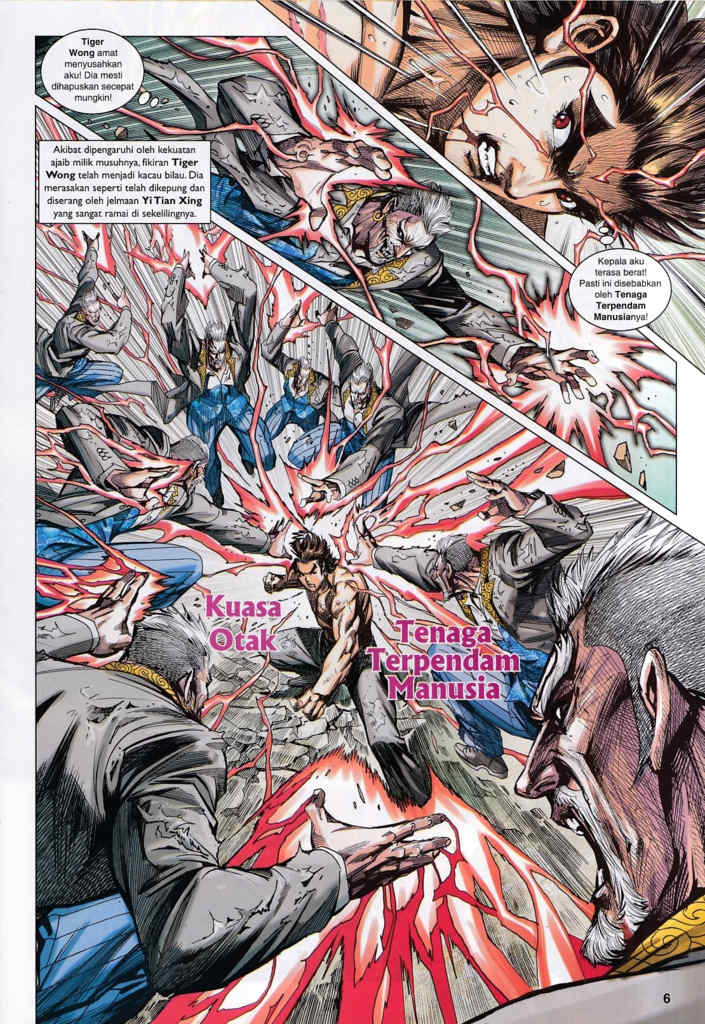 Tiger
Wong amat
menyusahkan
aku! Dia mesti
dihapuskan secepat
mungkin!
Akibat dipengaruhi oleh kekuatan
ajaib milik musuhnya, fikiran Tiger
Wong telah menjadi kacau bilau. Dia
merasakan seperti telah dikepung dan
diserang oleh jelmaan Yi Tian Xing
yang sangat ramai di sekelilingnya.
Kepala aku
terasa berat!
Pasti ini disebabkan
oleh Tenaga
Terpendam
Manusianya!
Kuasa
Otak
Tenaga
Terpendam
Manusia
6